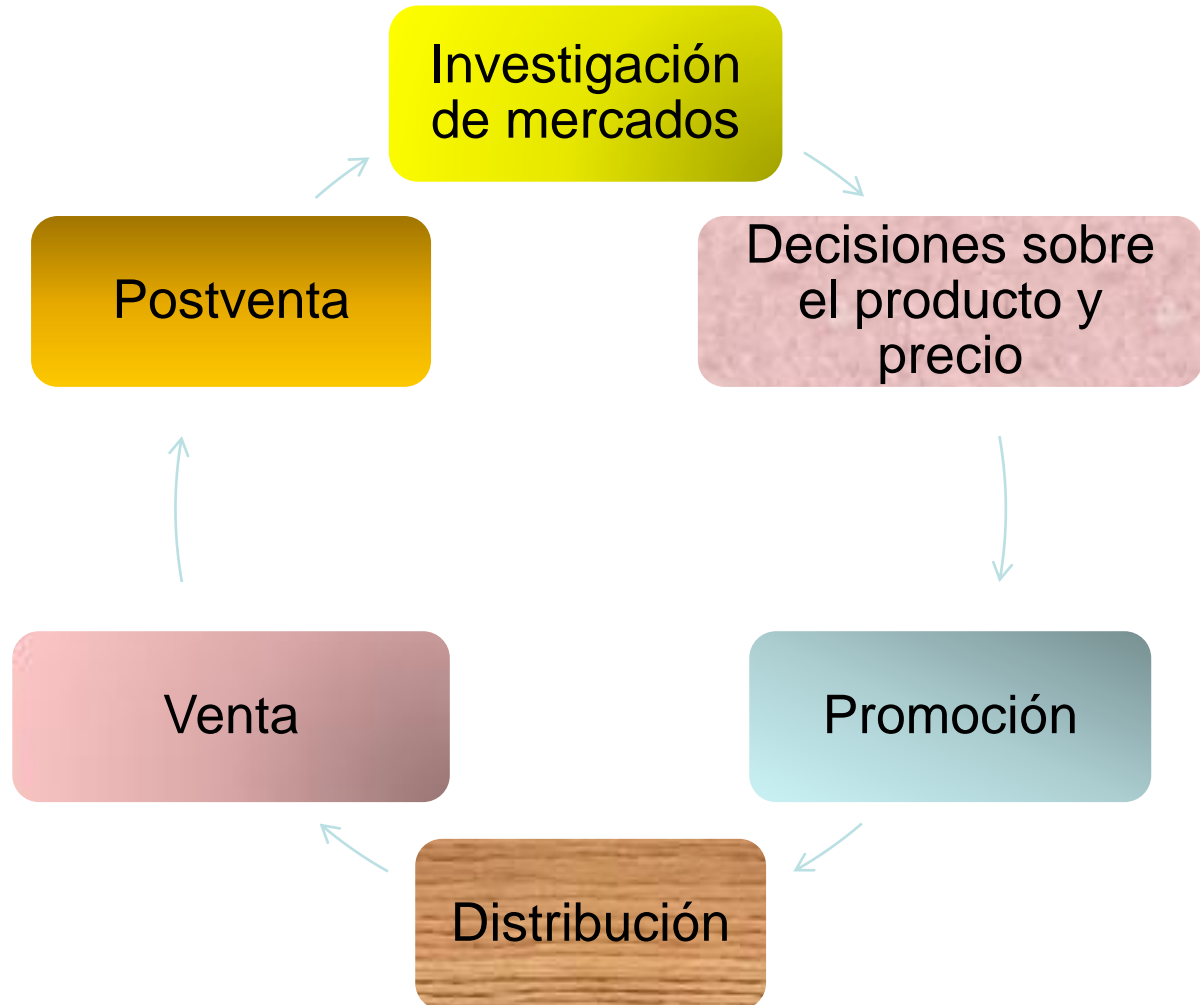 Investigación
de mercados
Decisiones sobre
el producto y
precio
Promoción
Distribución
Venta
Postventa